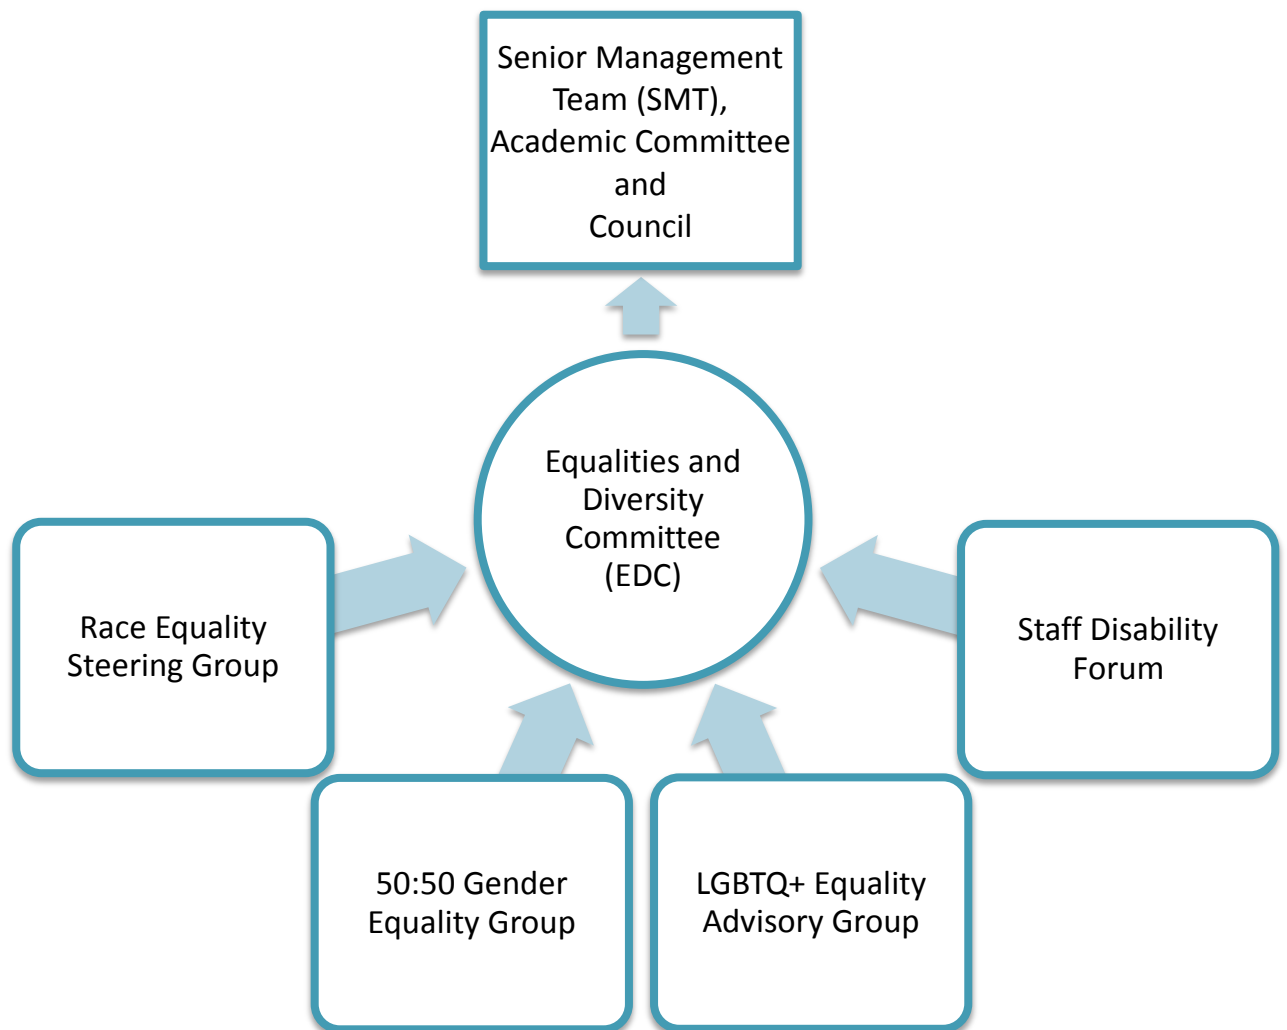 Senior Management
Team (SMT),
Academic Committee
and
Council
Equalities and
Diversity
Committee
(EDC)
Race Equality
Steering Group
Staff Disability
Forum
50:50 Gender
Equality Group
LGBTQ+ Equality
Advisory Group